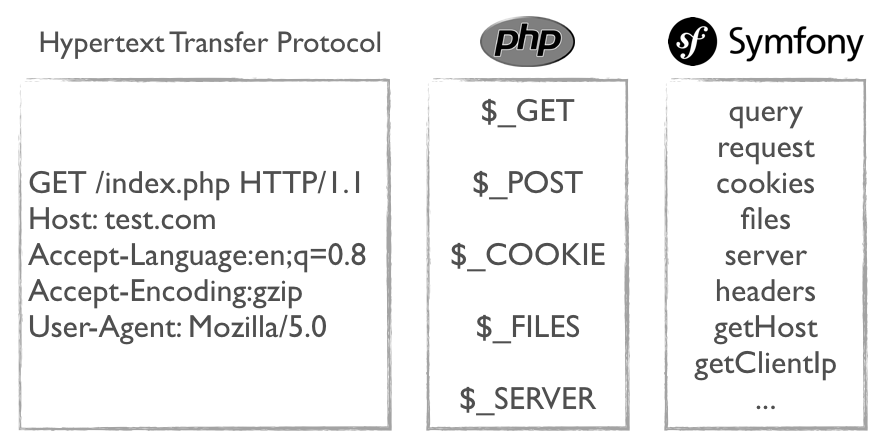 Hypertext Transfer Protocol
GET /index.php HTTP/1.1
Host: test.com
Accept-Language:en;q=0.8
Accept-Encoding:gzip
User-Agent: Mozilla/5.0
php
$_GET
$_POST
$_COOKIE
$_FILES
$_SERVER
sf Symfony
query
request
cookies
files
server
headers
getHost
getClientIp
...